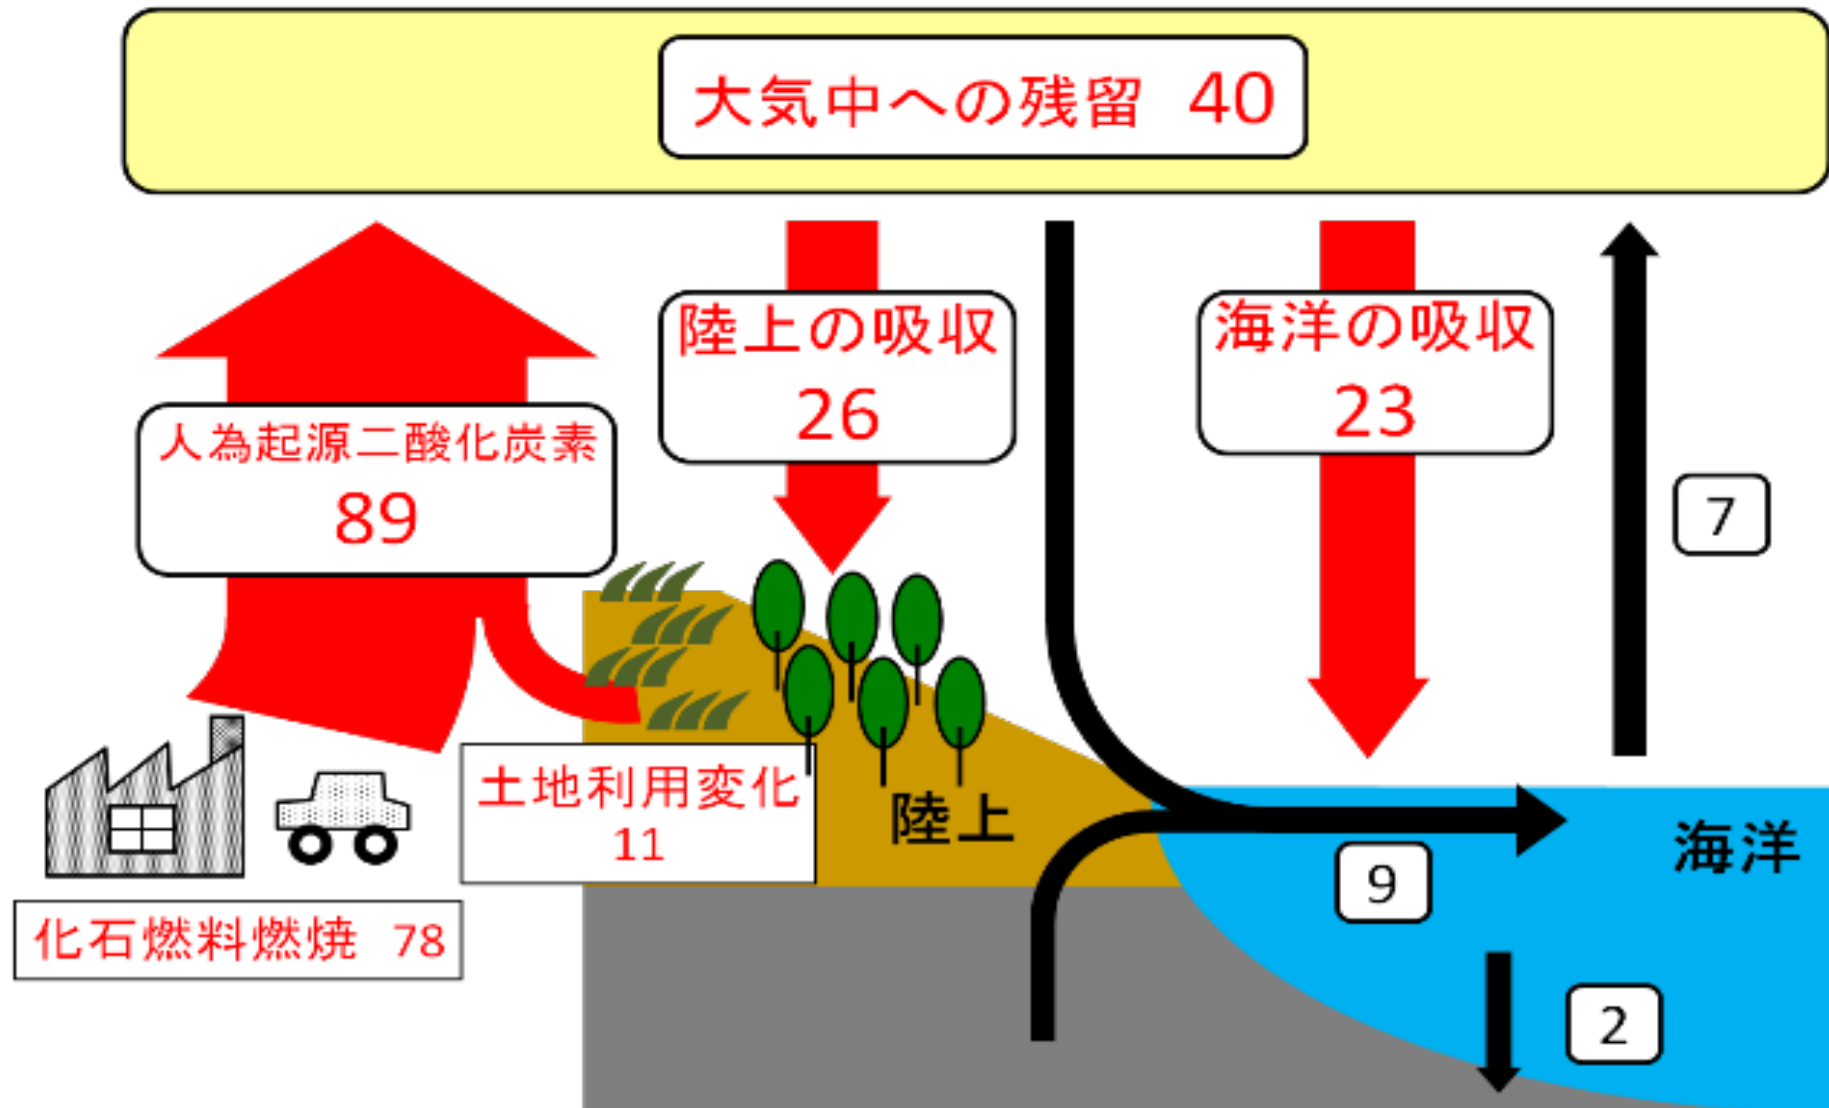 大気中への残留 40
陸上の吸収
26
海洋の吸収
23
人為起源二酸化炭素
89
7
土地利用変化
11
陸上
海洋
9
化石燃料燃焼 78
2